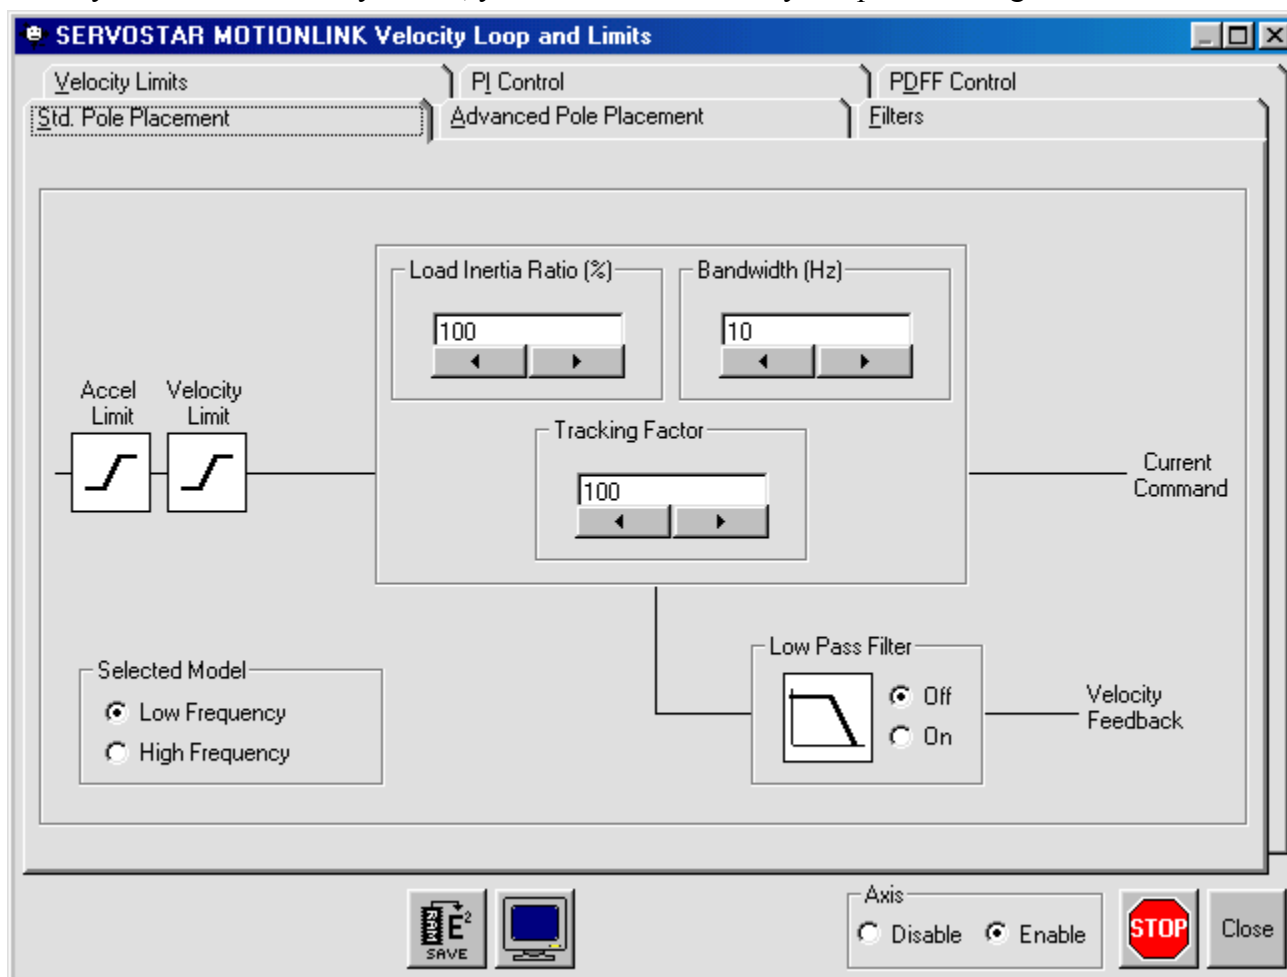 SERVOSTAR MOTIONLINK Velocity Loop and Limits
Velocity Limits
PI Control
PDFF Control
Std. Pole Placement
Advanced Pole Placement
Filters
Load Inertia Ratio (%)
Bandwidth (Hz)
100
10
Accel
Limit
Velocity
Limit
Tracking Factor
100
Current
Command
Selected Model
Low Frequency
High Frequency
Low Pass Filter
Off
On
Velocity
Feedback
RAM
E²
SAVE
Axis
Disable
Enable
STOP
Close